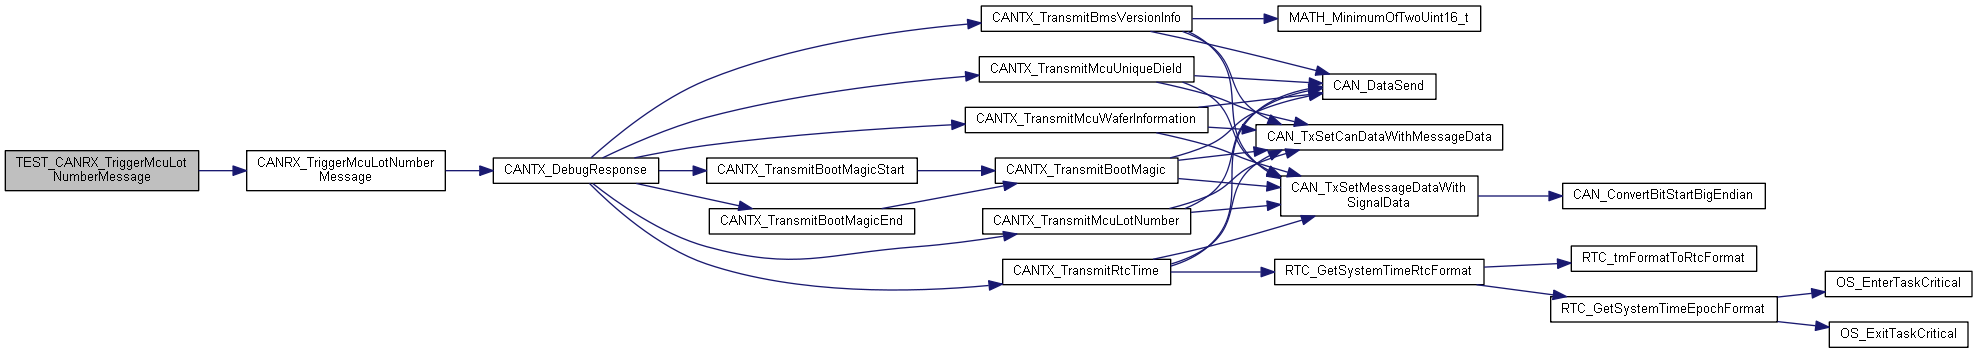 TEST_CANRX_TriggerMcuLot
NumberMessage
CANRX_TriggerMcuLotNumber
Message
CANTX_DebugResponse
CANTX_TransmitBmsVersionInfo
CANTX_TransmitMcuUniqueDieId
CANTX_TransmitMcuWaferInformation
CANTX_TransmitBootMagicStart
CANTX_TransmitBootMagicEnd
CANTX_TransmitBootMagic
CANTX_TransmitMcuLotNumber
CANTX_TransmitRtcTime
MATH_MinimumOfTwoUint16_t
CAN_DataSend
CAN_TxSetCanDataWithMessageData
CAN_TxSetMessageDataWith
SignalData
CAN_ConvertBitStartBigEndian
RTC_GetSystemTimeRtcFormat
RTC_tmFormatToRtcFormat
RTC_GetSystemTimeEpochFormat
OS_EnterTaskCritical
OS_ExitTaskCritical